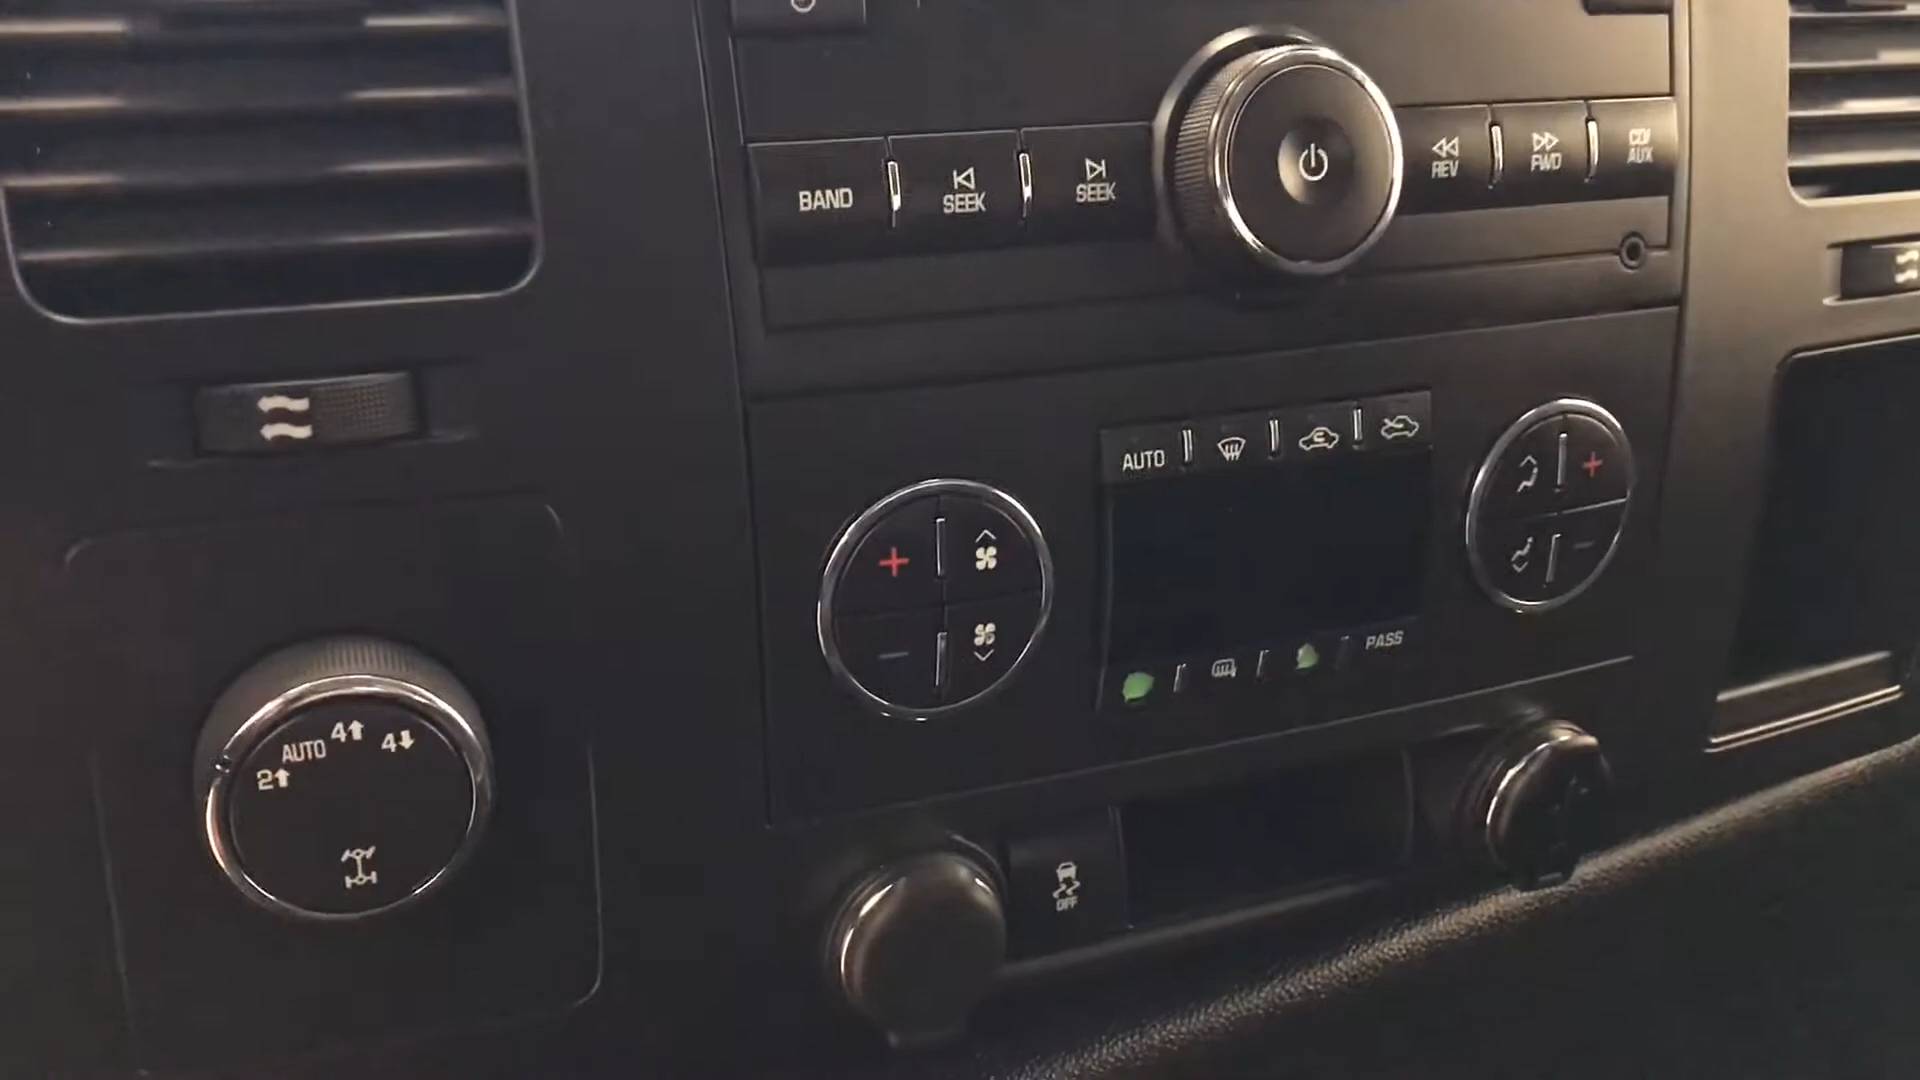 BAND
SEEK
SEEK
REV
FWD
CD/
AUX
AUTO
PASS
AUTO
4
4
2
OFF